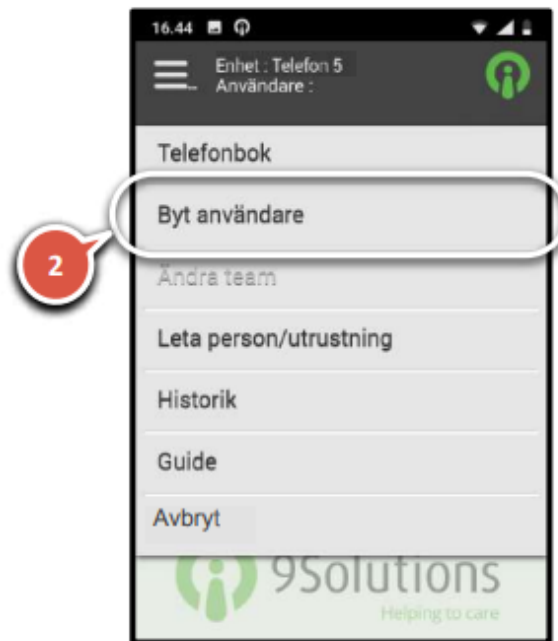 16.44
Enhet : Telefon 5
Användare :
Telefonbok
Byt användare
2
Ändra team
Leta person/utrustning
Historik
Guide
Avbryt
9Solutions
Helping to care